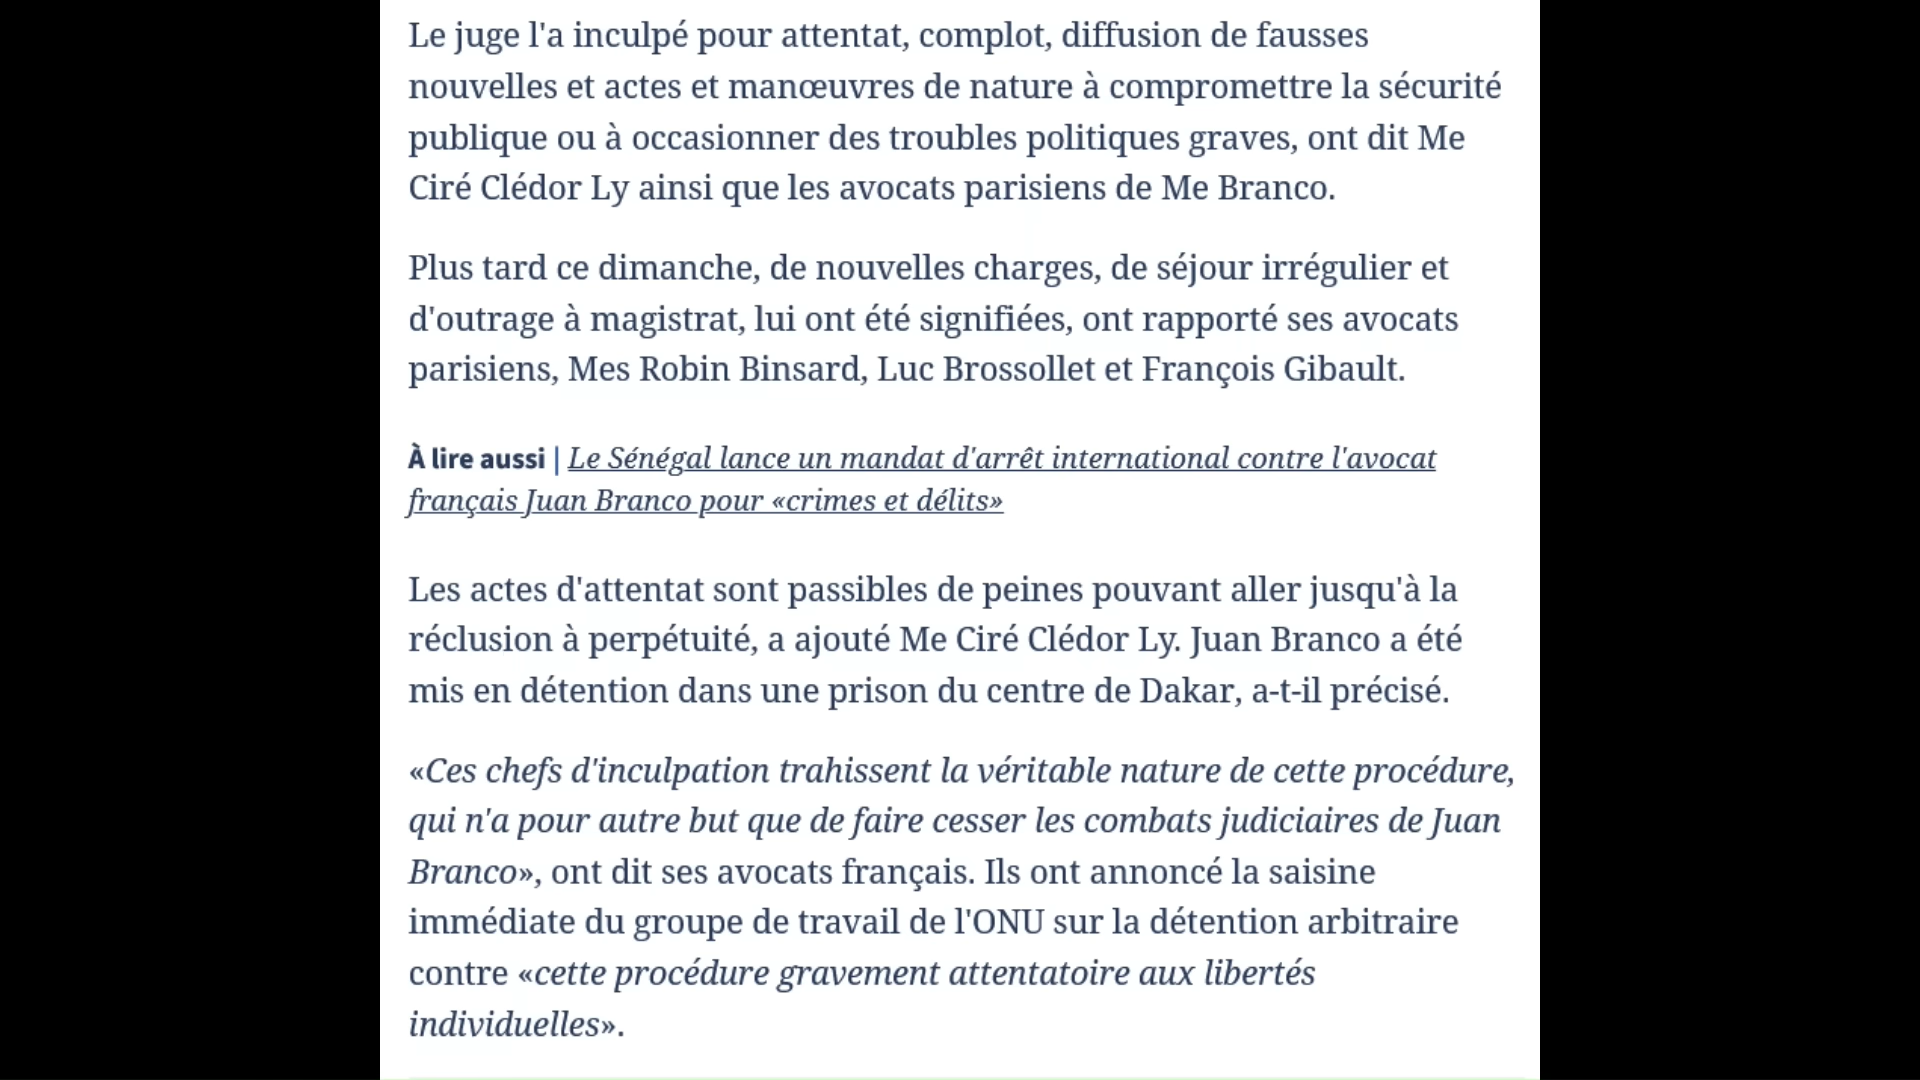 Le juge l'a inculpé pour attentat, complot, diffusion de fausses
nouvelles et actes et manœuvres de nature à compromettre la sécurité
publique ou à occasionner des troubles politiques graves, ont dit Me
Ciré Clédor Ly ainsi que les avocats parisiens de Me Branco.
Plus tard ce dimanche, de nouvelles charges, de séjour irrégulier et
d'outrage à magistrat, lui ont été signifiées, ont rapporté ses avocats
parisiens, Mes Robin Binsard, Luc Brossollet et François Gibault.
À lire aussi | Le Sénégal lance un mandat d'arrêt international contre l'avocat
français Juan Branco pour «crimes et délits»
Les actes d'attentat sont passibles de peines pouvant aller jusqu'à la
réclusion à perpétuité, a ajouté Me Ciré Clédor Ly. Juan Branco a été
mis en détention dans une prison du centre de Dakar, a-t-il précisé.
«Ces chefs d'inculpation trahissent la véritable nature de cette procédure,
qui n'a pour autre but que de faire cesser les combats judiciaires de Juan
Branco», ont dit ses avocats français. Ils ont annoncé la saisine
immédiate du groupe de travail de l'ONU sur la détention arbitraire
contre «cette procédure gravement attentatoire aux libertés
individuelles».